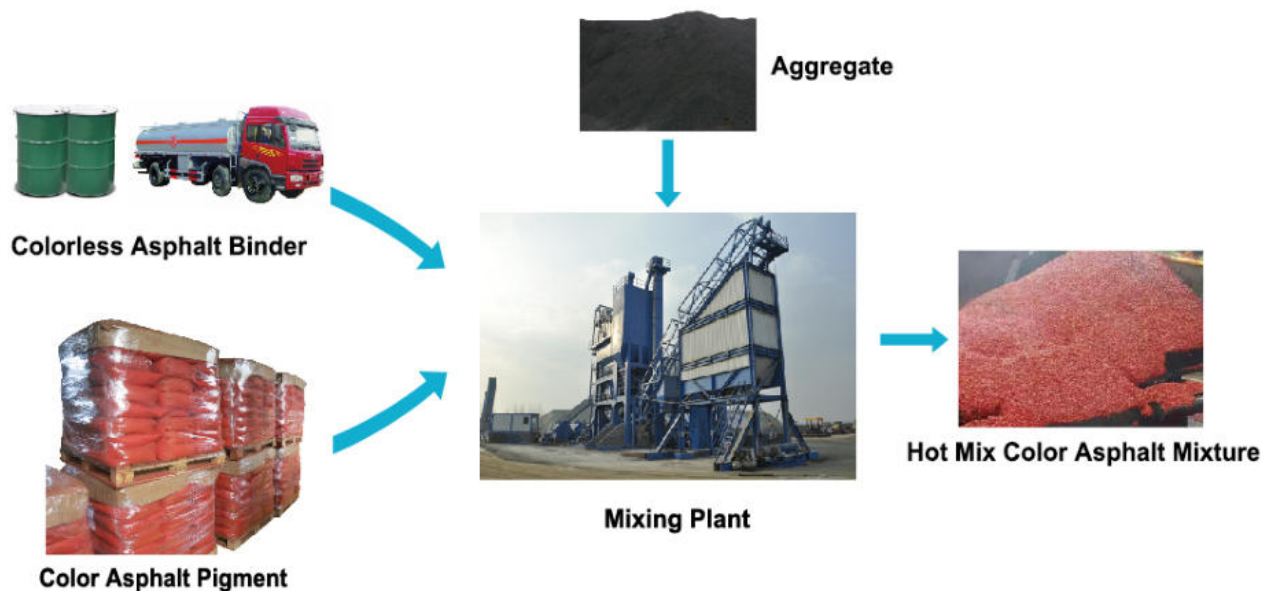 Aggregate
Colorless Asphalt Binder
Mixing Plant
Hot Mix Color Asphalt Mixture
Color Asphalt Pigment